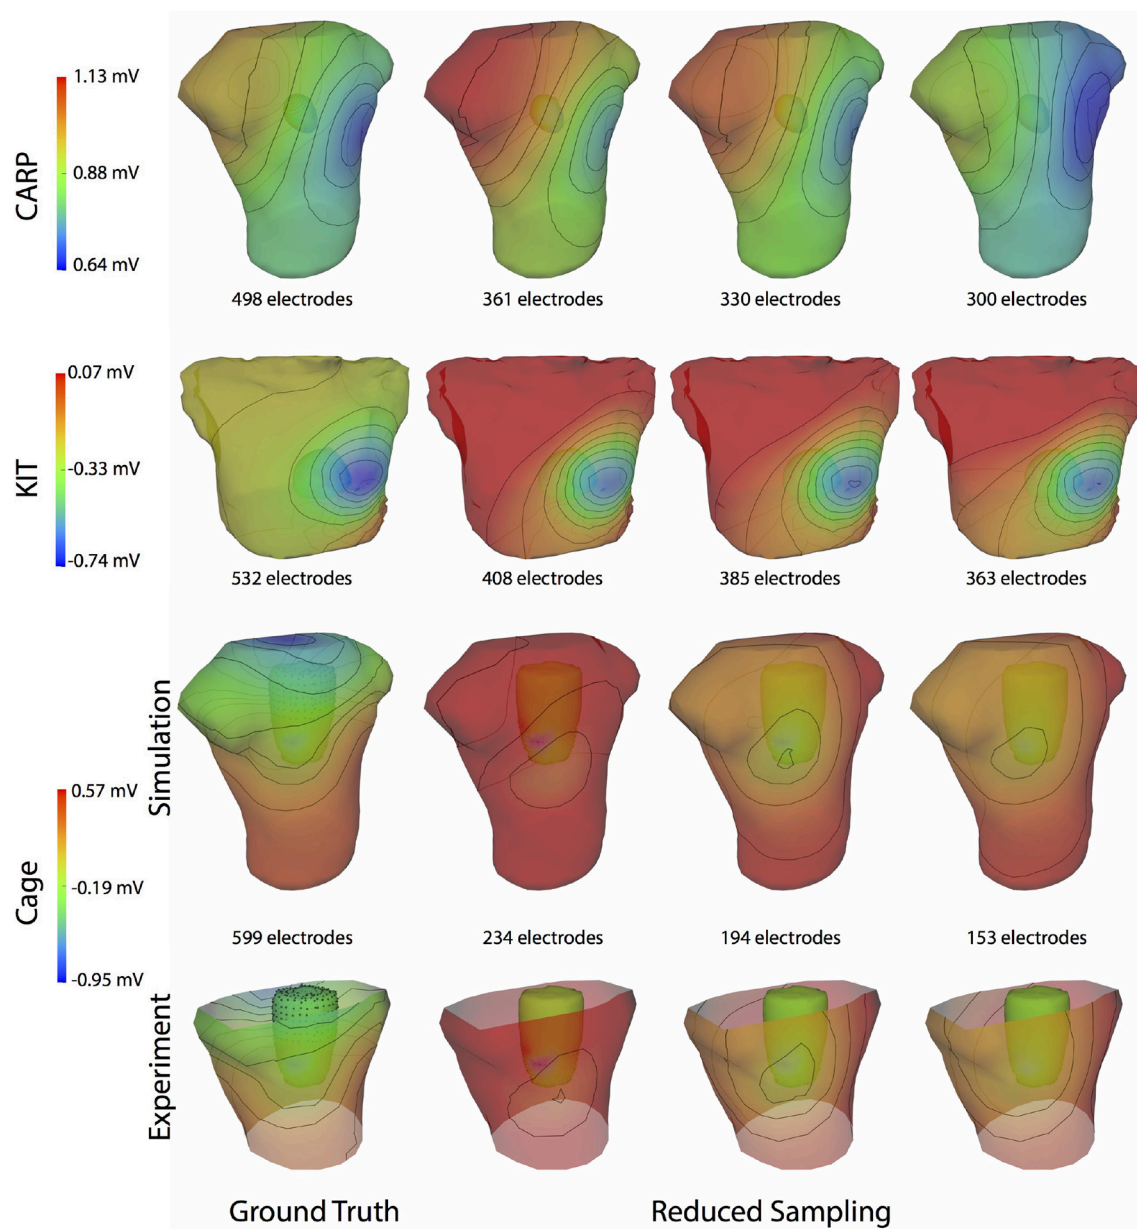 CARP
1.13 mV
0.88 mV
0.64 mV
498 electrodes
361 electrodes
330 electrodes
300 electrodes
KIT
0.07 mV
-0.33 mV
-0.74 mV
532 electrodes
408 electrodes
385 electrodes
363 electrodes
Cage
Simulation
0.57 mV
-0.19 mV
-0.95 mV
599 electrodes
234 electrodes
194 electrodes
153 electrodes
Experiment
Ground Truth
Reduced Sampling